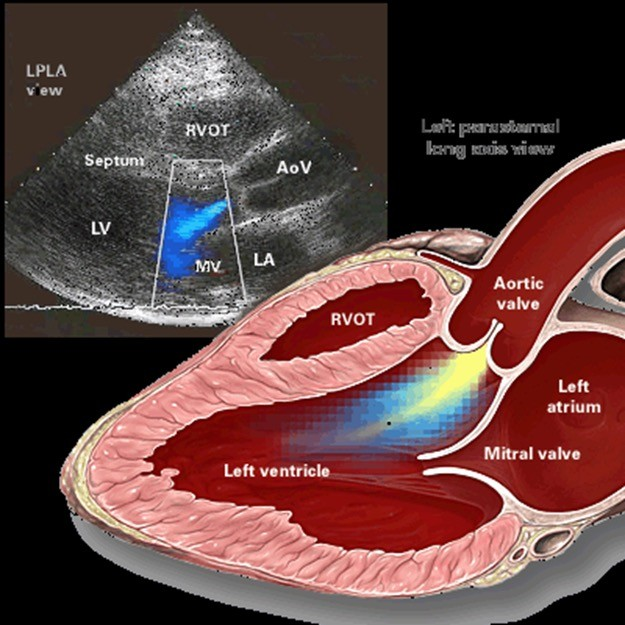 LPLA
view
RVOT
Septum
AoV
LV
MV
LA
Left parasternal
long axis view
Aortic
valve
RVOT
Left
atrium
Mitral valve
Left ventricle